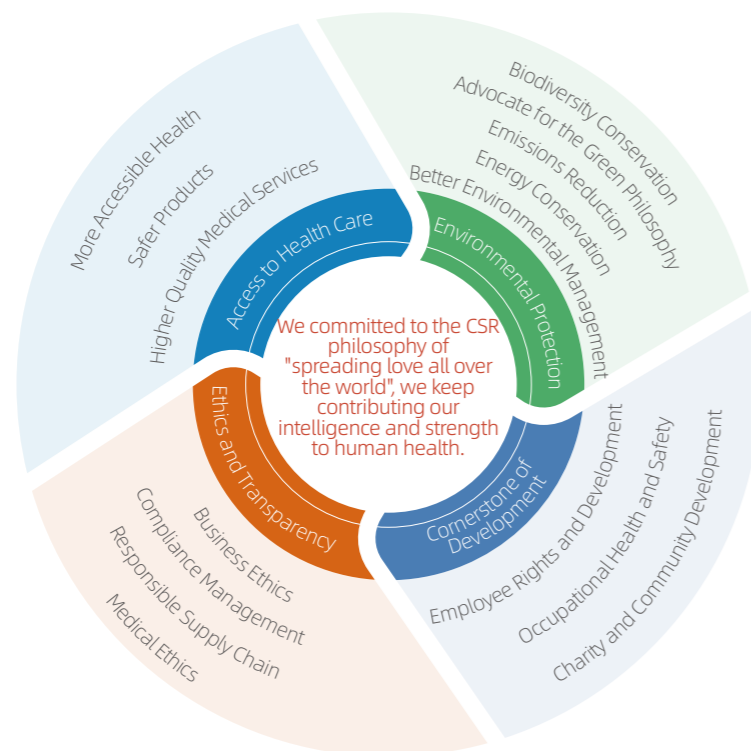 More Accessible Health
Safer Products
Higher Quality Medical Services
Access to Health Care
Biodiversity Conservation
Advocate for the Green Philosophy
Emissions Reduction
Energy Conservation
Better Environmental Management
Environmental Protection
We committed to the CSR
philosophy of
"spreading love all over
the world", we keep
contributing our
intelligence and strength
to human health.
Ethics and Transparency
Business Ethics
Compliance Management
Responsible Supply Chain
Medical Ethics
Cornerstone of
Development
Employee Rights and Development
Occupational Health and Safety
Charity and Community Development